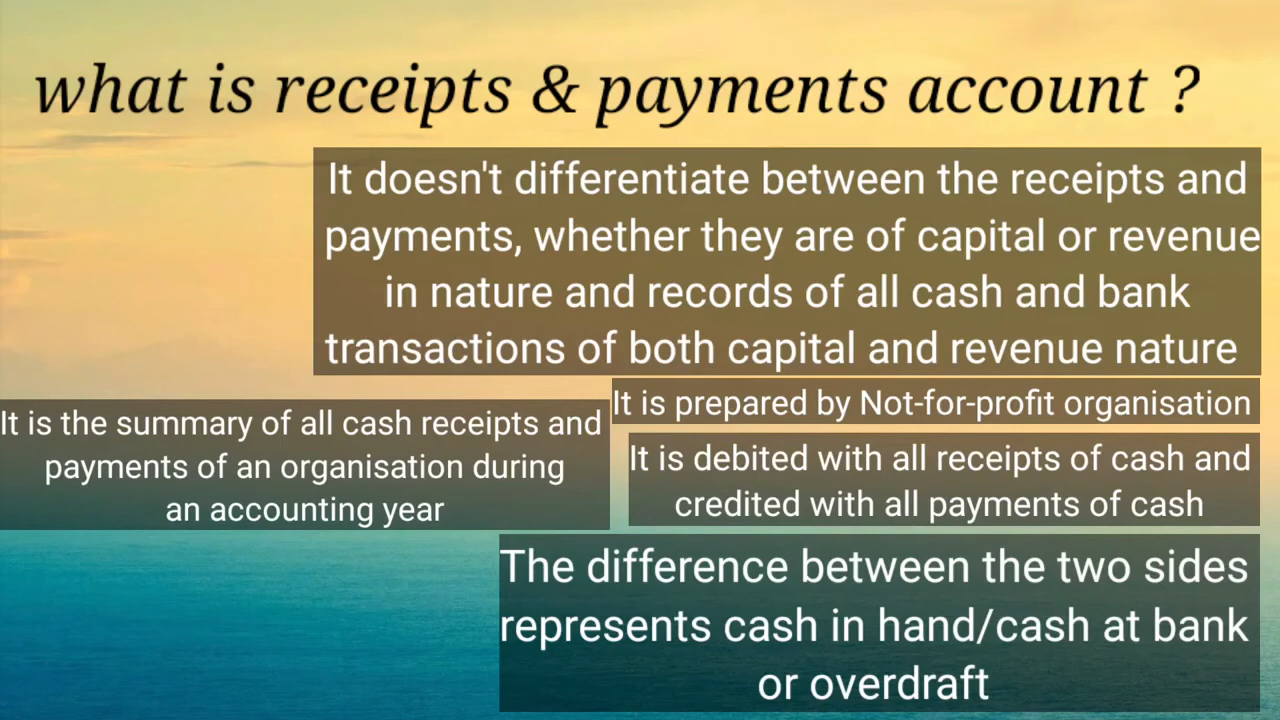 what is receipts & payments account ?
It doesn't differentiate between the receipts and
payments, whether they are of capital or revenue
in nature and records of all cash and bank
transactions of both capital and revenue nature
It is the summary of all cash receipts and
payments of an organisation during
an accounting year
It is prepared by Not-for-profit organisation
It is debited with all receipts of cash and
credited with all payments of cash
The difference between the two sides
represents cash in hand/cash at bank
or overdraft